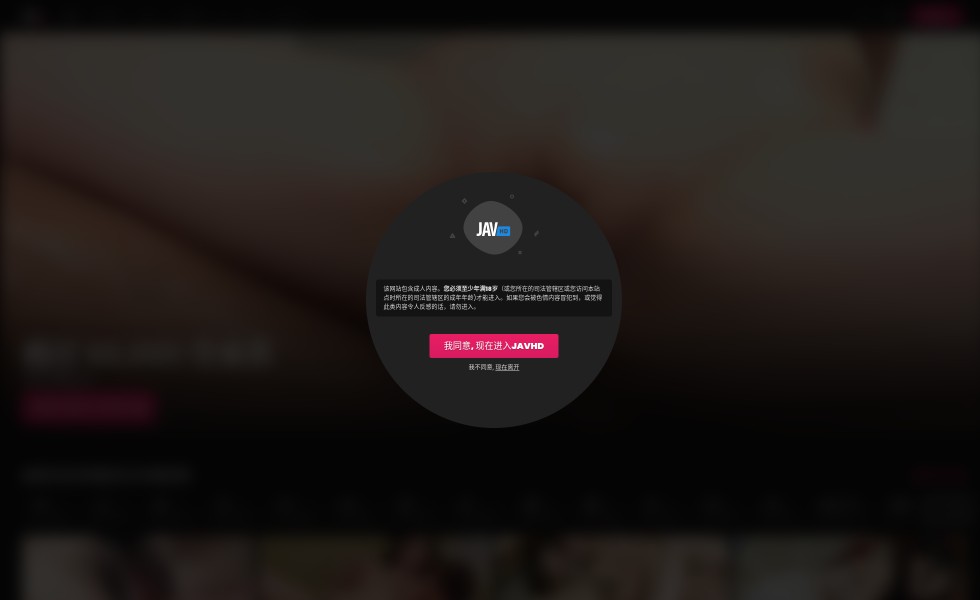 JAV HD
该网站包含成人内容。您必须至少年满18岁（或您所在的司法管辖区或您访问本站
点时所在的司法管辖区的成年年龄)才能进入。如果您会被色情内容冒犯到，或觉得
此类内容令人反感的话，请勿进入。
我同意, 现在进入JAVHD
我不同意, 现在离开